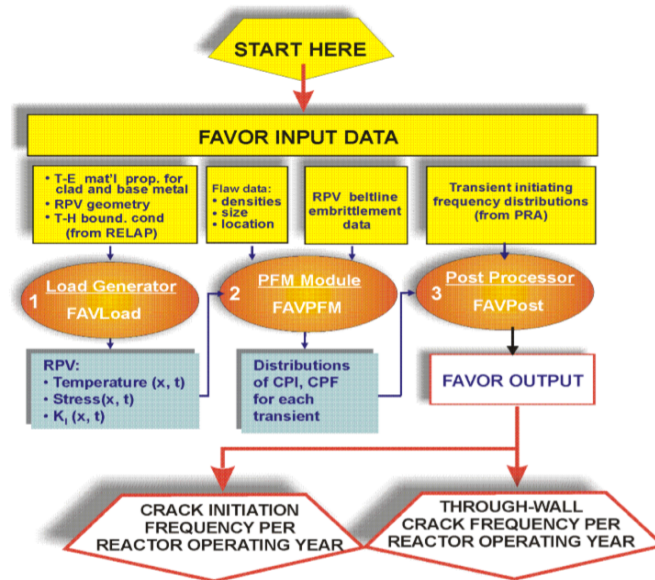 START HERE
FAVOR INPUT DATA
• T-E mat'l prop. for
clad and base metal
• RPV geometry
• T-H bound. cond
(from RELAP)
Flaw data:
• densities
• size
• location
RPV beltline
embrittlement
data
Transient initiating
frequency distributions
(from PRA)
1
Load Generator
FAVLoad
2
PFM Module
FAVPFM
3
Post Processor
FAVPost
RPV:
• Temperature (x, t)
• Stress(x, t)
• KI (x, t)
Distributions
of CPI, CPF
for each
transient
FAVOR OUTPUT
CRACK INITIATION
FREQUENCY PER
REACTOR OPERATING YEAR
THROUGH-WALL
CRACK FREQUENCY PER
REACTOR OPERATING YEAR